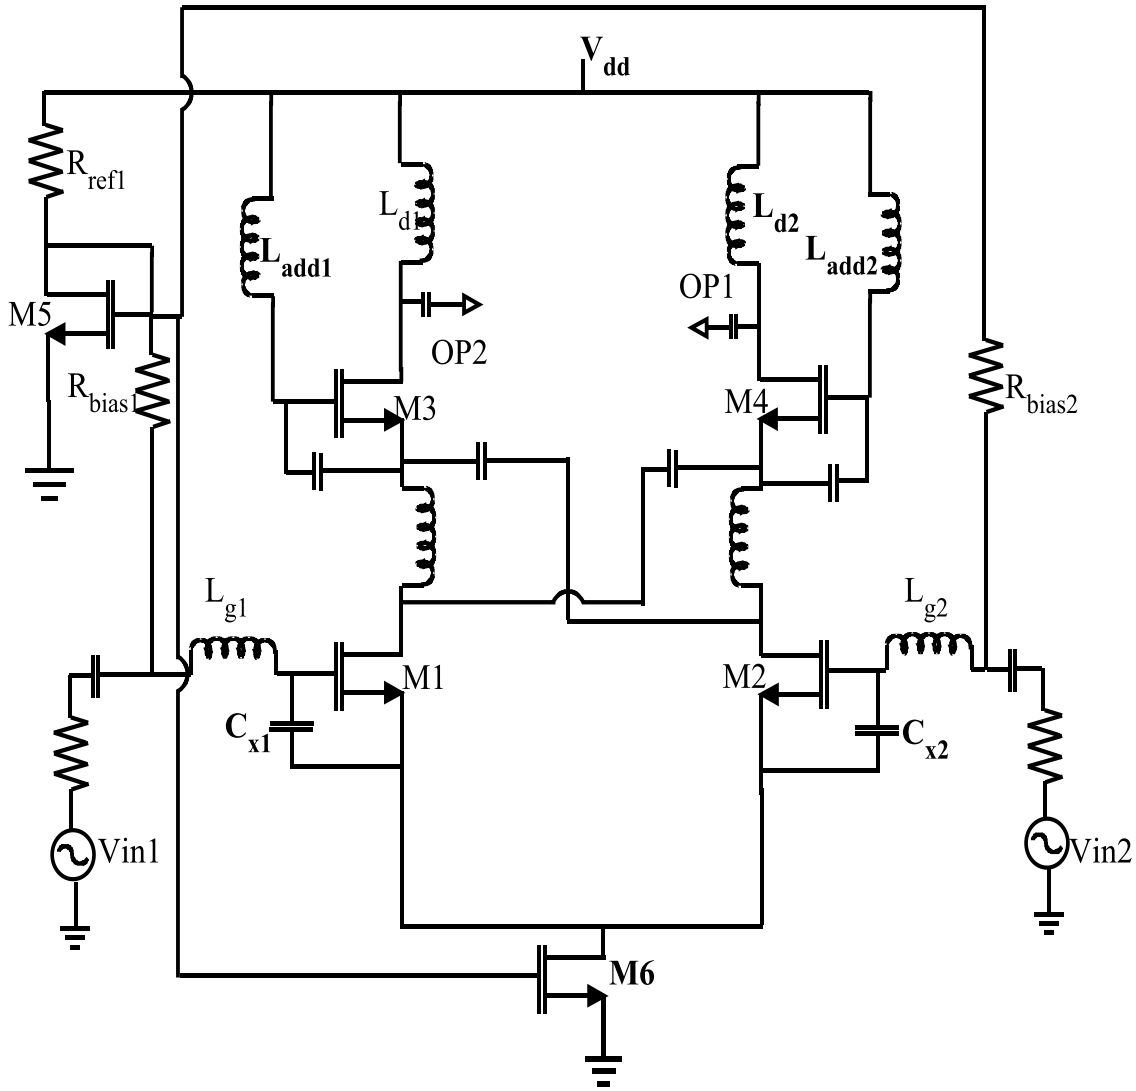 Vdd
Rref1
Ld1
Ld2
Ladd1
Ladd2
M5
OP1
OP2
Rbias1
M3
M4
Rbias2
Lg1
Lg2
M1
M2
Cx1
Cx2
Vin1
Vin2
M6